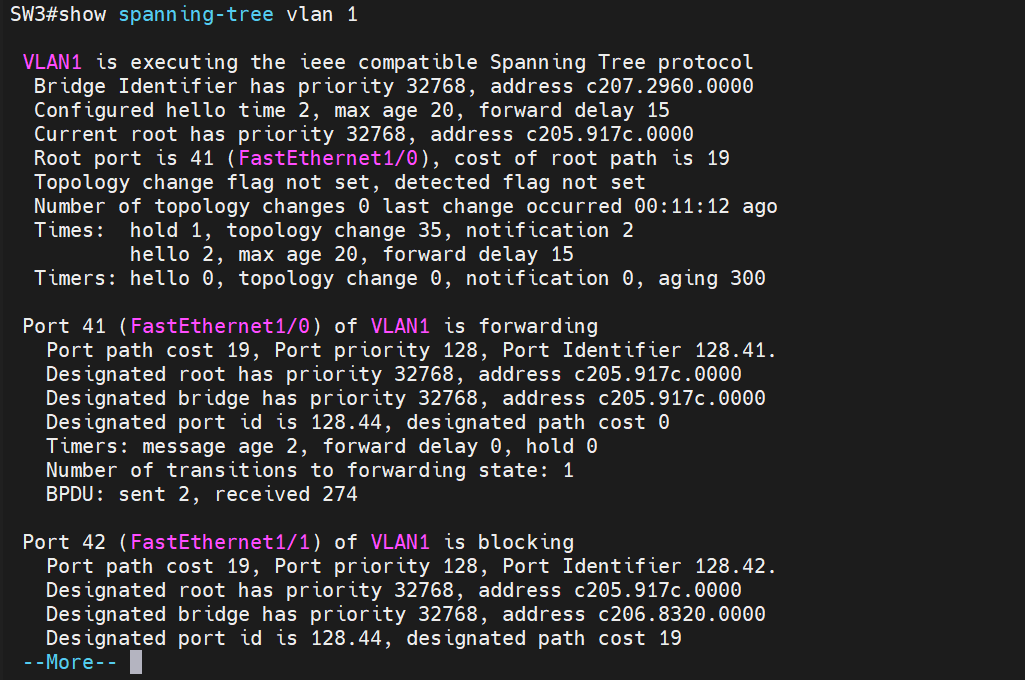 SW3#show spanning-tree vlan 1
VLAN1 is executing the ieee compatible Spanning Tree protocol
Bridge Identifier has priority 32768, address c207.2960.0000
Configured hello time 2, max age 20, forward delay 15
Current root has priority 32768, address c205.917c.0000
Root port is 41 (FastEthernet1/0), cost of root path is 19
Topology change flag not set, detected flag not set
Number of topology changes 0 last change occurred 00:11:12 ago
Times:  hold 1, topology change 35, notification 2
hello 2, max age 20, forward delay 15
Timers: hello 0, topology change 0, notification 0, aging 300
Port 41 (FastEthernet1/0) of VLAN1 is forwarding
Port path cost 19, Port priority 128, Port Identifier 128.41.
Designated root has priority 32768, address c205.917c.0000
Designated bridge has priority 32768, address c205.917c.0000
Designated port id is 128.44, designated path cost 0
Timers: message age 2, forward delay 0, hold 0
Number of transitions to forwarding state: 1
BPDU: sent 2, received 274
Port 42 (FastEthernet1/1) of VLAN1 is blocking
Port path cost 19, Port priority 128, Port Identifier 128.42.
Designated root has priority 32768, address c205.917c.0000
Designated bridge has priority 32768, address c206.8320.0000
Designated port id is 128.44, designated path cost 19
--More--